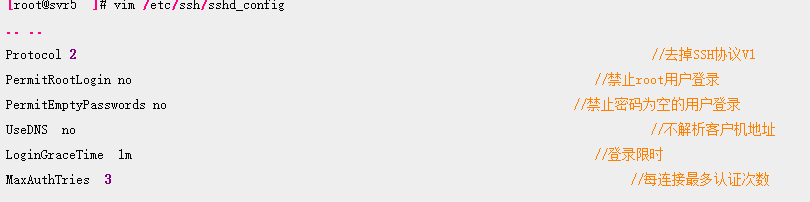 [root@svr5 ]# vim /etc/ssh/sshd_config
.. ..
Protocol 2 //去掉SSH协议V1
PermitRootLogin no //禁止root用户登录
PermitEmptyPasswords no //禁止密码为空的用户登录
UseDNS no //不解析客户机地址
LoginGraceTime 1m //登录限时
MaxAuthTries 3 //每连接最多认证次数